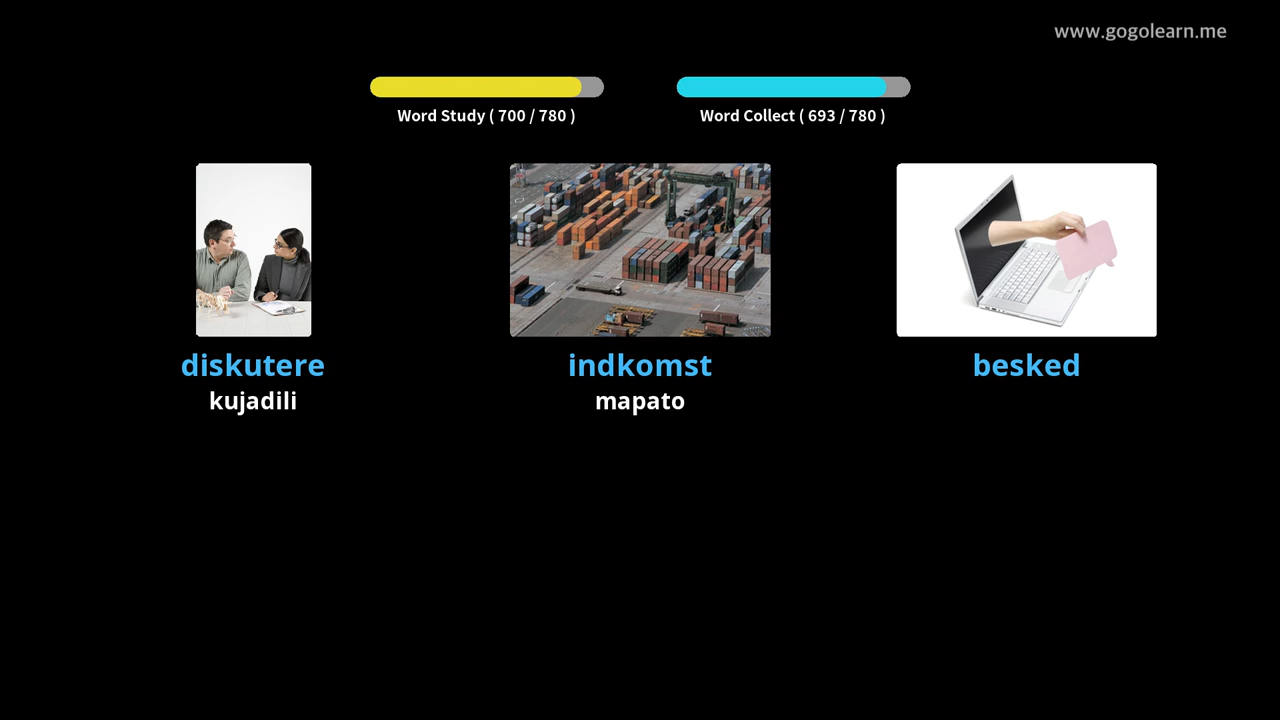 www.gogolearn.me
Word Study ( 700 / 780 )
Word Collect ( 693 / 780 )
diskutere
kujadili
indkomst
mapato
besked